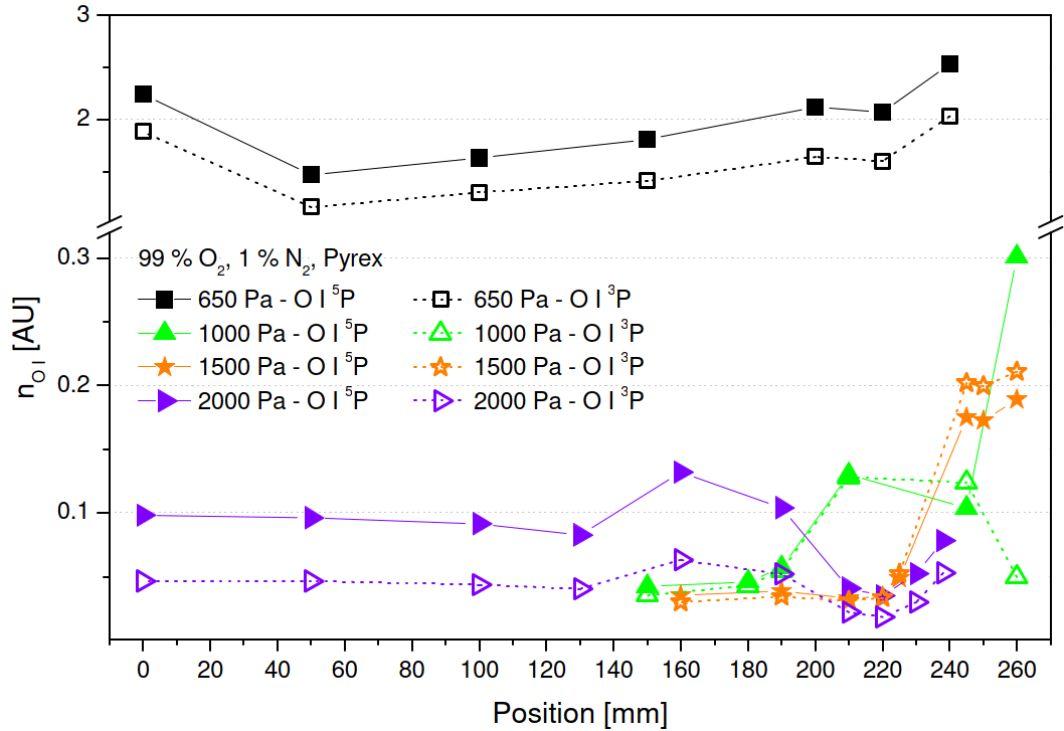 3
2
0.3
0.2
0.1
n_{O I} [AU]
99 % O₂, 1 % N₂, Pyrex
650 Pa - O I ⁵P 650 Pa - O I ³P
1000 Pa - O I ⁵P 1000 Pa - O I ³P
1500 Pa - O I ⁵P 1500 Pa - O I ³P
2000 Pa - O I ⁵P 2000 Pa - O I ³P
0 20 40 60 80 100 120 140 160 180 200 220 240 260
Position [mm]